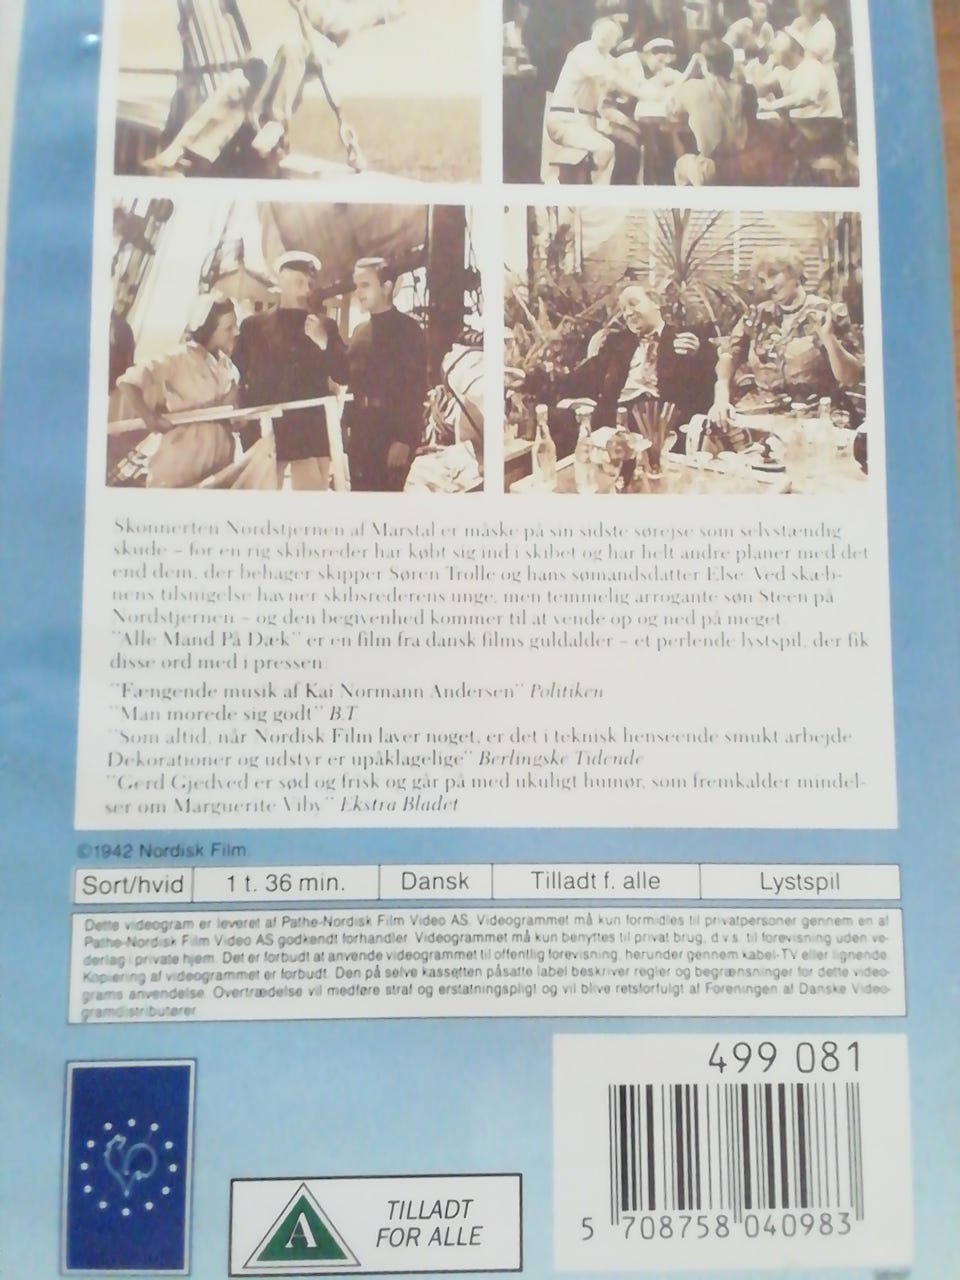 Skonnerten Nordstjernen af Marstal er måske på sin sidste sørejse som selvstændig
skude – for en rig skibsreder har købt sig ind i skibet og har helt andre planer med det
end dem, der behager skipper Søren Trolle og hans sømandsdatter Else. Ved skæb-
nens tilsnigelse havner skibsrederens unge, men temmelig arrogante søn Steen på
Nordstjernen – og den begivenhed kommer til at vende op og ned på meget.
"Alle Mand På Dæk" er en film fra dansk films guldalder – et perlende lystspil, der fik
disse ord med i pressen:
"Fængende musik af Kai Normann Andersen" Politiken
"Man morede sig godt" B.T.
"Som altid, når Nordisk Film laver noget, er det i teknisk henseende smukt arbejde.
Dekorationer og udstyr er upåklagelige" Berlingske Tidende
"Gerd Gjedved er sød og frisk og går på med ukuligt humør, som fremkalder mindel-
ser om Marguerite Viby" Ekstra Bladet
©1942 Nordisk Film
Sort/hvid 1 t. 36 min. Dansk Tilladt f. alle Lystspil
Dette videogram er leveret af Pathe-Nordisk Film Video AS. Videogrammet må kun formidles til privatpersoner gennem en af
Pathe-Nordisk Film Video AS godkendt forhandler. Videogrammet må kun benyttes til privat brug, d.v.s. til forevisning uden ve-
derlag i private hjem. Det er forbudt at anvende videogrammet til offentlig forevisning, herunder gennem kabel-TV eller lignende.
Kopiering af videogrammet er forbudt. Den på selve kassetten påsatte label beskriver regler og begrænsninger for dette video-
grams anvendelse. Overtrædelse vil medføre straf og erstatningspligt og vil blive retsforfulgt af Foreningen af Danske Video-
gramdistributører.
499 081
A TILLADT
FOR ALLE
5 708758 040983